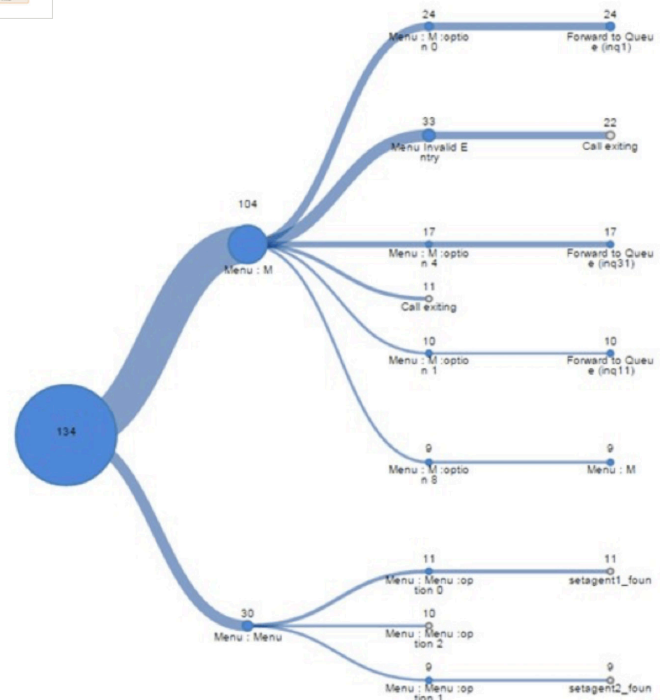 24
Menu : M :optio
n 0
24
Forward to Queu
e (inq1)
33
Menu Invalid E
ntry
22
Call exiting
104
Menu : M
17
Menu : M :optio
n 4
17
Forward to Queu
e (inq31)
11
Call exiting
10
Menu : M :optio
n 1
10
Forward to Queu
e (inq11)
134
9
Menu : M :optio
n 8
9
Menu : M
11
Menu : Menu :op
tion 0
11
setagent1_foun
30
Menu : Menu
10
Menu : Menu :op
tion 2
9
Menu : Menu :op
tion 1
9
setagent2_foun